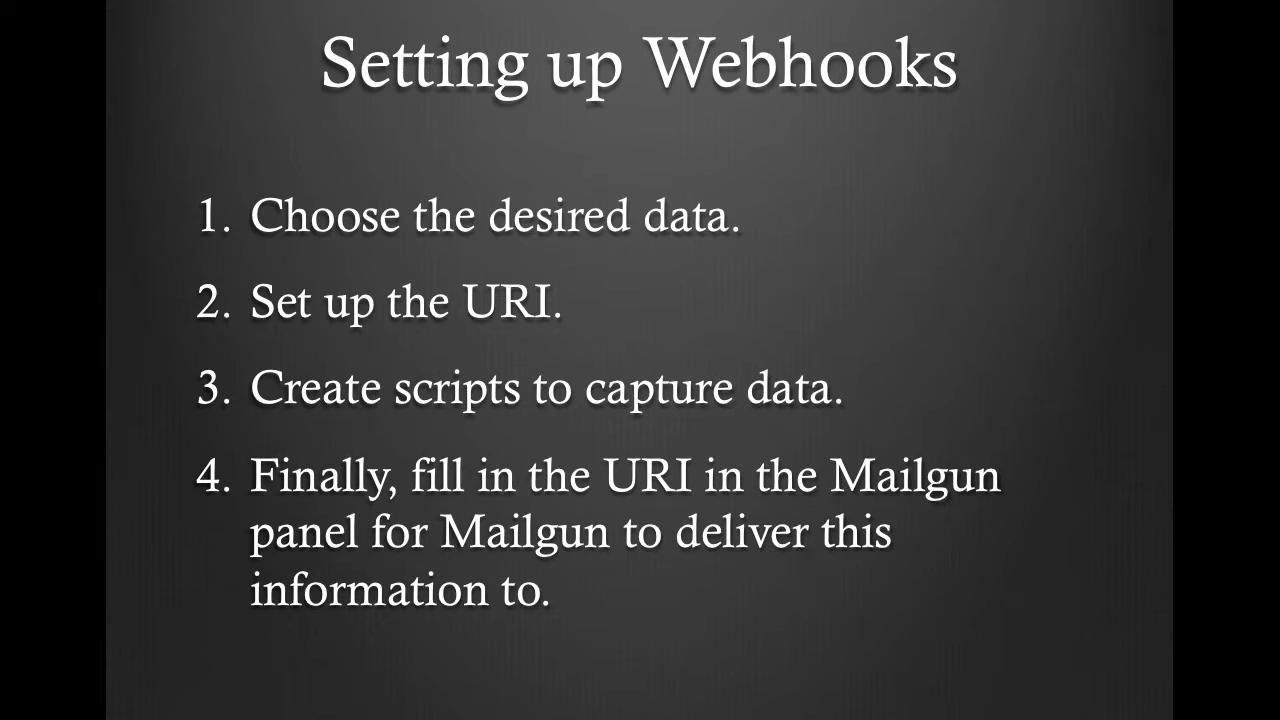 Setting up Webhooks
1. Choose the desired data.
2. Set up the URI.
3. Create scripts to capture data.
4. Finally, fill in the URI in the Mailgun
panel for Mailgun to deliver this
information to.